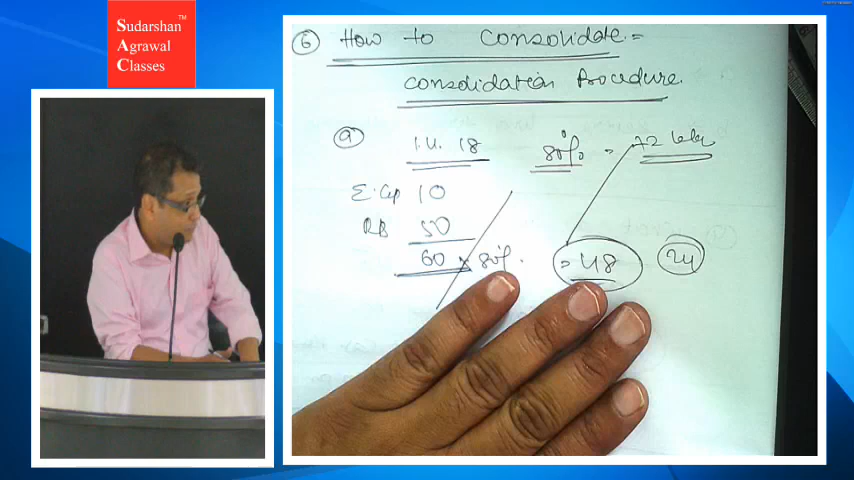 Sudarshan™
Agrawal
Classes
⑥ How to Consolidate =
Consolidation Procedure.
ⓐ 1.4.18 80% = 72 lakh
E.Cap 10
RB 50
60 × 80% = 48 24